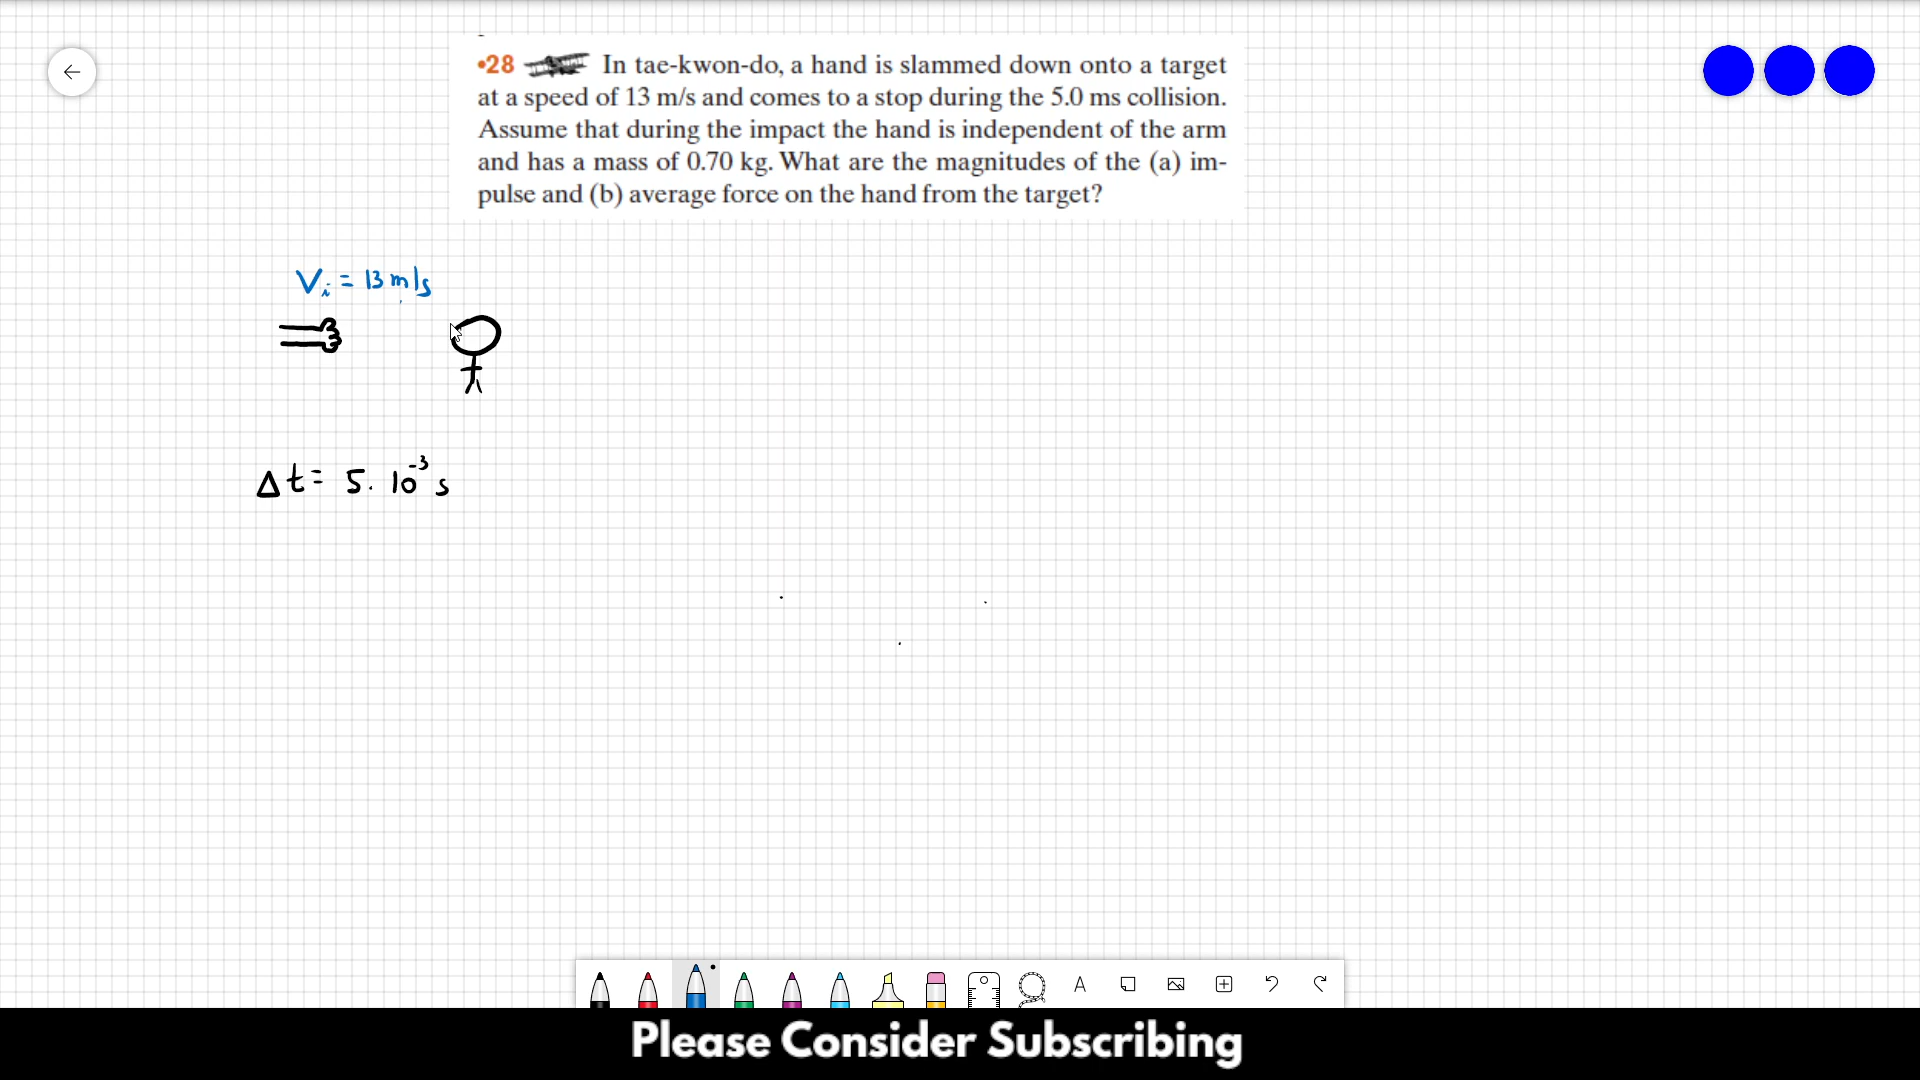 •28 In tae-kwon-do, a hand is slammed down onto a target
at a speed of 13 m/s and comes to a stop during the 5.0 ms collision.
Assume that during the impact the hand is independent of the arm
and has a mass of 0.70 kg. What are the magnitudes of the (a) im-
pulse and (b) average force on the hand from the target?
Vi = 13 m/s
Δt = 5. 10⁻³ s
A
Please Consider Subscribing